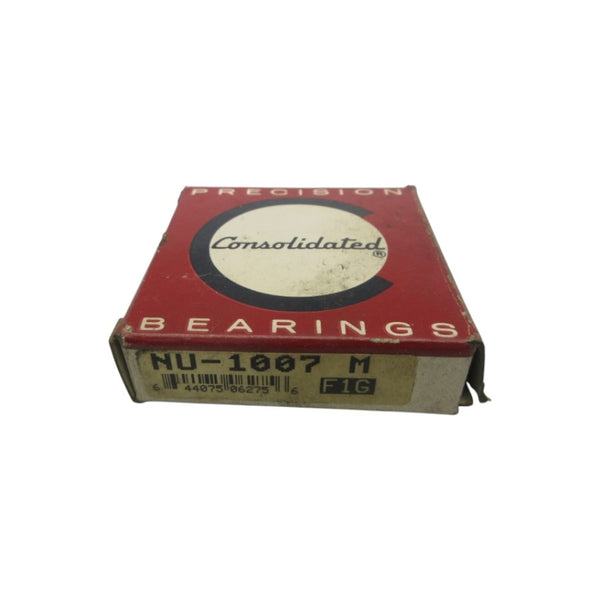 PRECISION
Consolidated®
BEARINGS
NU-1007 M
6 44075 06275 6
F1G